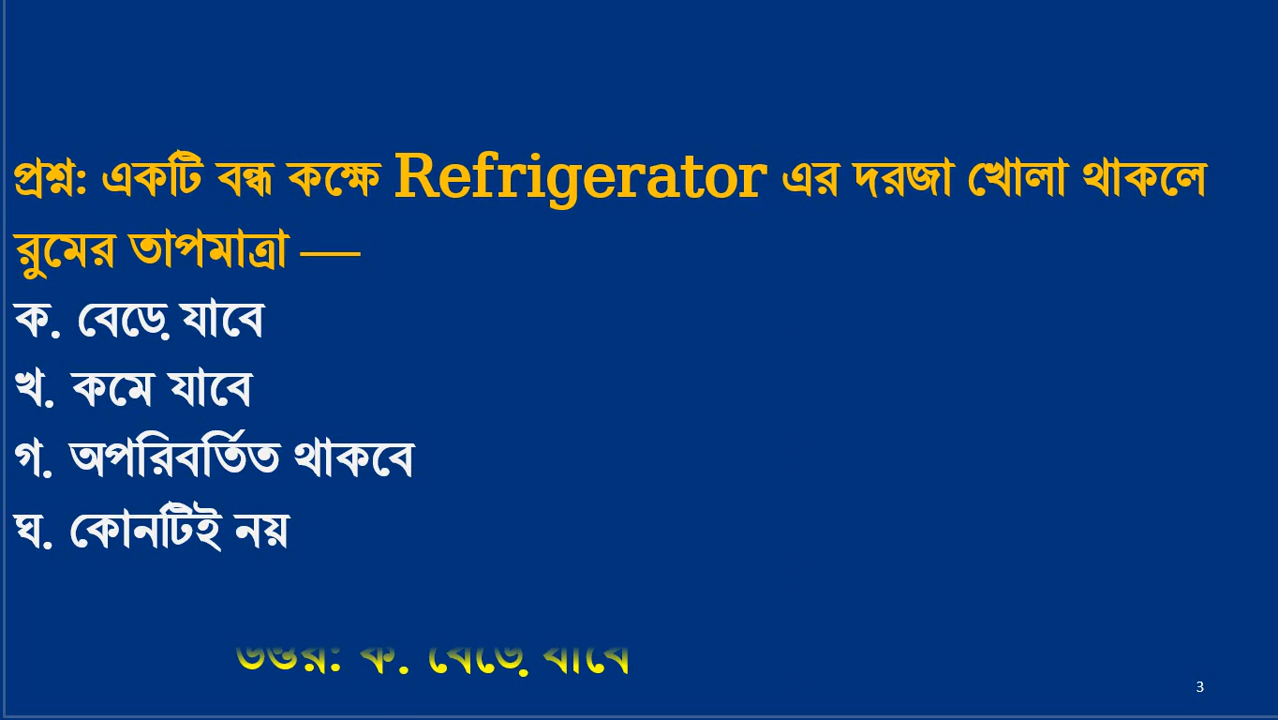 প্রশ্ন: একটি বন্ধ কক্ষে Refrigerator এর দরজা খোলা থাকলে
রুমের তাপমাত্রা —
ক. বেড়ে যাবে
খ. কমে যাবে
গ. অপরিবর্তিত থাকবে
ঘ. কোনটিই নয়
উত্তর: ক. বেড়ে যাবে
3